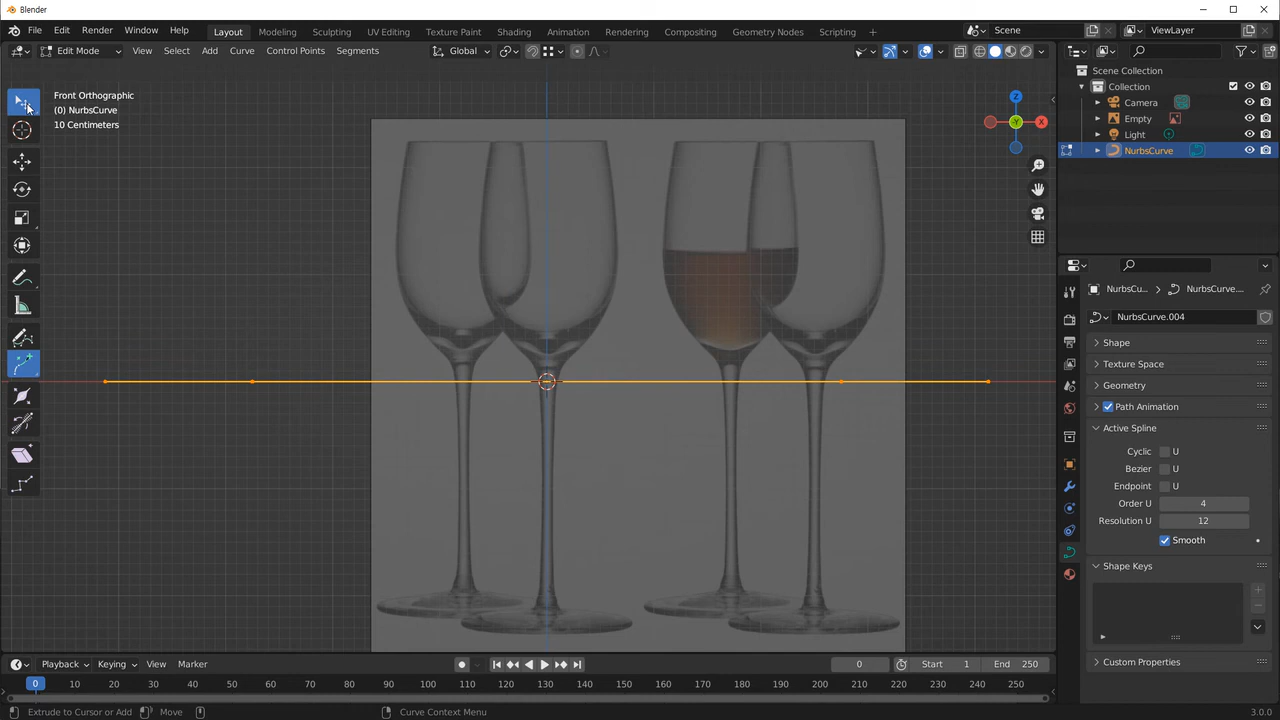 Blender
File Edit Render Window Help Layout Modeling Sculpting UV Editing Texture Paint Shading Animation Rendering Compositing Geometry Nodes Scripting Scene ViewLayer
Edit Mode View Select Add Curve Control Points Segments Global
Scene Collection
Collection
Camera
Empty
Light
NurbsCurve
Front Orthographic
(0) NurbsCurve
10 Centimeters
Z
Y
X
NurbsCu... NurbsCurve....
NurbsCurve.004
Shape
Texture Space
Geometry
Path Animation
Active Spline
Cyclic U
Bezier U
Endpoint U
Order U 4
Resolution U 12
Smooth
Shape Keys
Custom Properties
Playback Keying View Marker 0 Start 1 End 250
0 10 20 30 40 50 60 70 80 90 100 110 120 130 140 150 160 170 180 190 200 210 220 230 240 250
Extrude to Cursor or Add Move Curve Context Menu 3.0.0